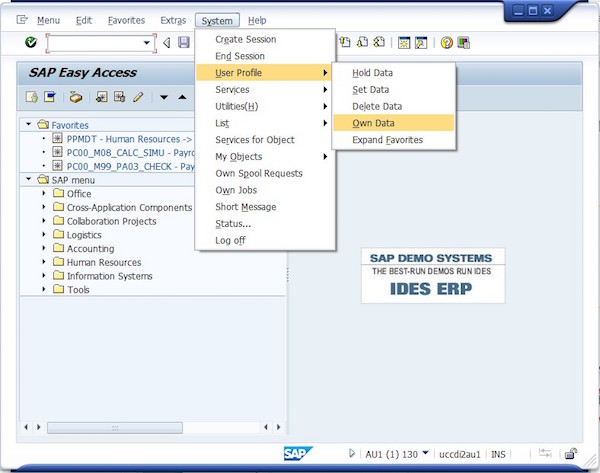 Menu Edit Favorites Extras System Help
SAP Easy Access
Create Session
End Session
User Profile
Services
Utilities(H)
List
Services for Object
My Objects
Own Spool Requests
Own Jobs
Short Message
Status...
Log off
Hold Data
Set Data
Delete Data
Own Data
Expand Favorites
Favorites
PPMDT - Human Resources ->
PC00_M08_CALC_SIMU - Payro
PC00_M99_PA03_CHECK - Pay
SAP menu
Office
Cross-Application Components
Collaboration Projects
Logistics
Accounting
Human Resources
Information Systems
Tools
SAP DEMO SYSTEMS
THE BEST-RUN DEMOS RUN IDES
IDES ERP
SAP AU1 (1) 130 uccdi2au1 INS